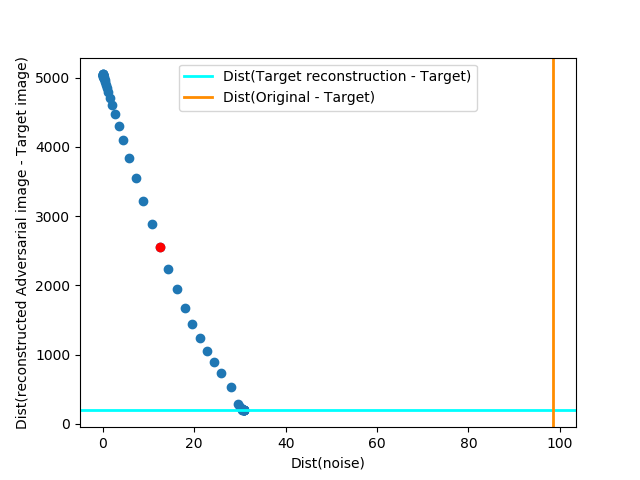 Dist(Target reconstruction - Target)
Dist(Original - Target)
Dist(reconstructed Adversarial image - Target image)
5000
4000
3000
2000
1000
0
0 20 40 60 80 100
Dist(noise)